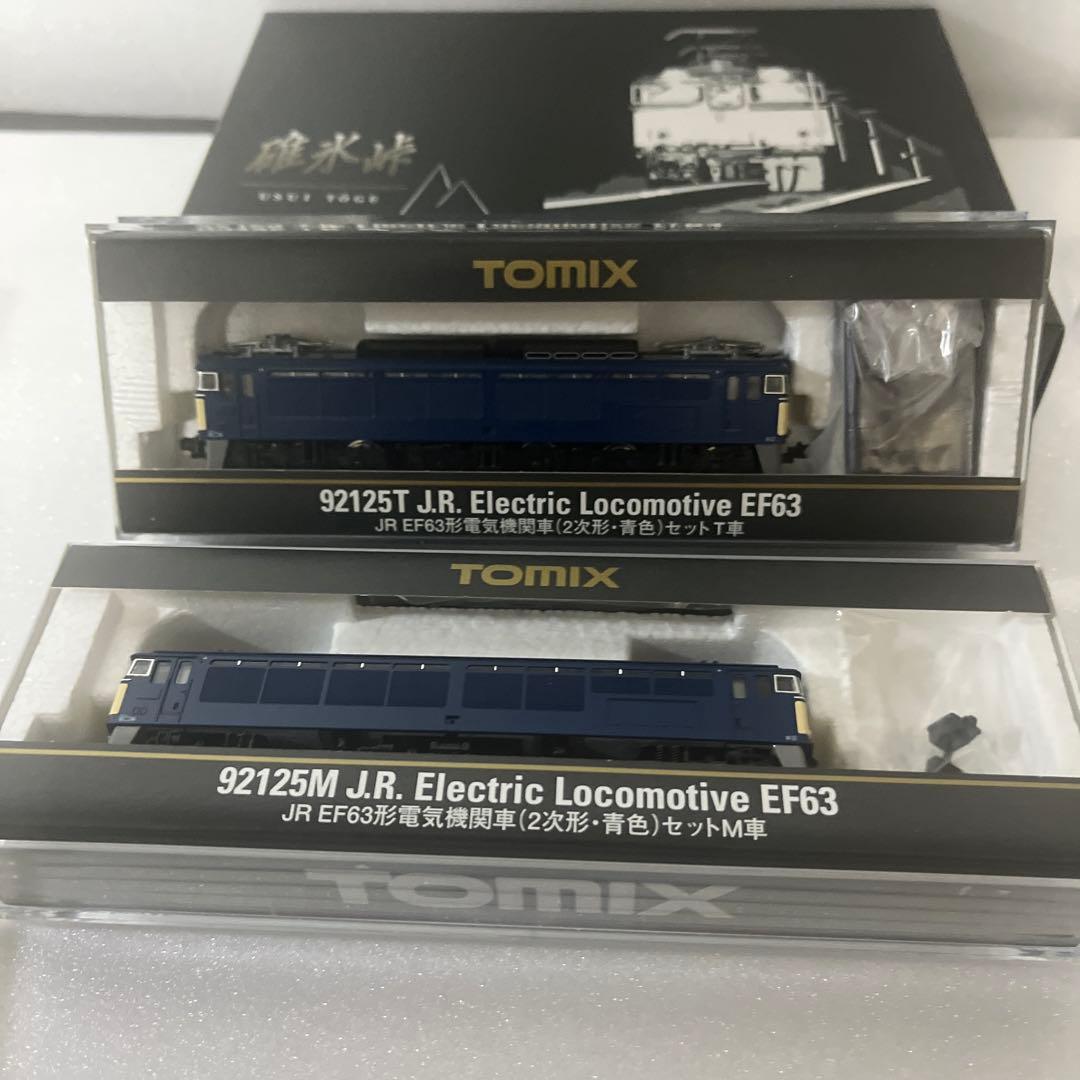 碓氷峠
USUI TŌGE
TOMIX
92125T J.R. Electric Locomotive EF63
JR EF63形電気機関車(2次形・青色)セットT車
TOMIX
92125M J.R. Electric Locomotive EF63
JR EF63形電気機関車(2次形・青色)セットM車
TOMIX